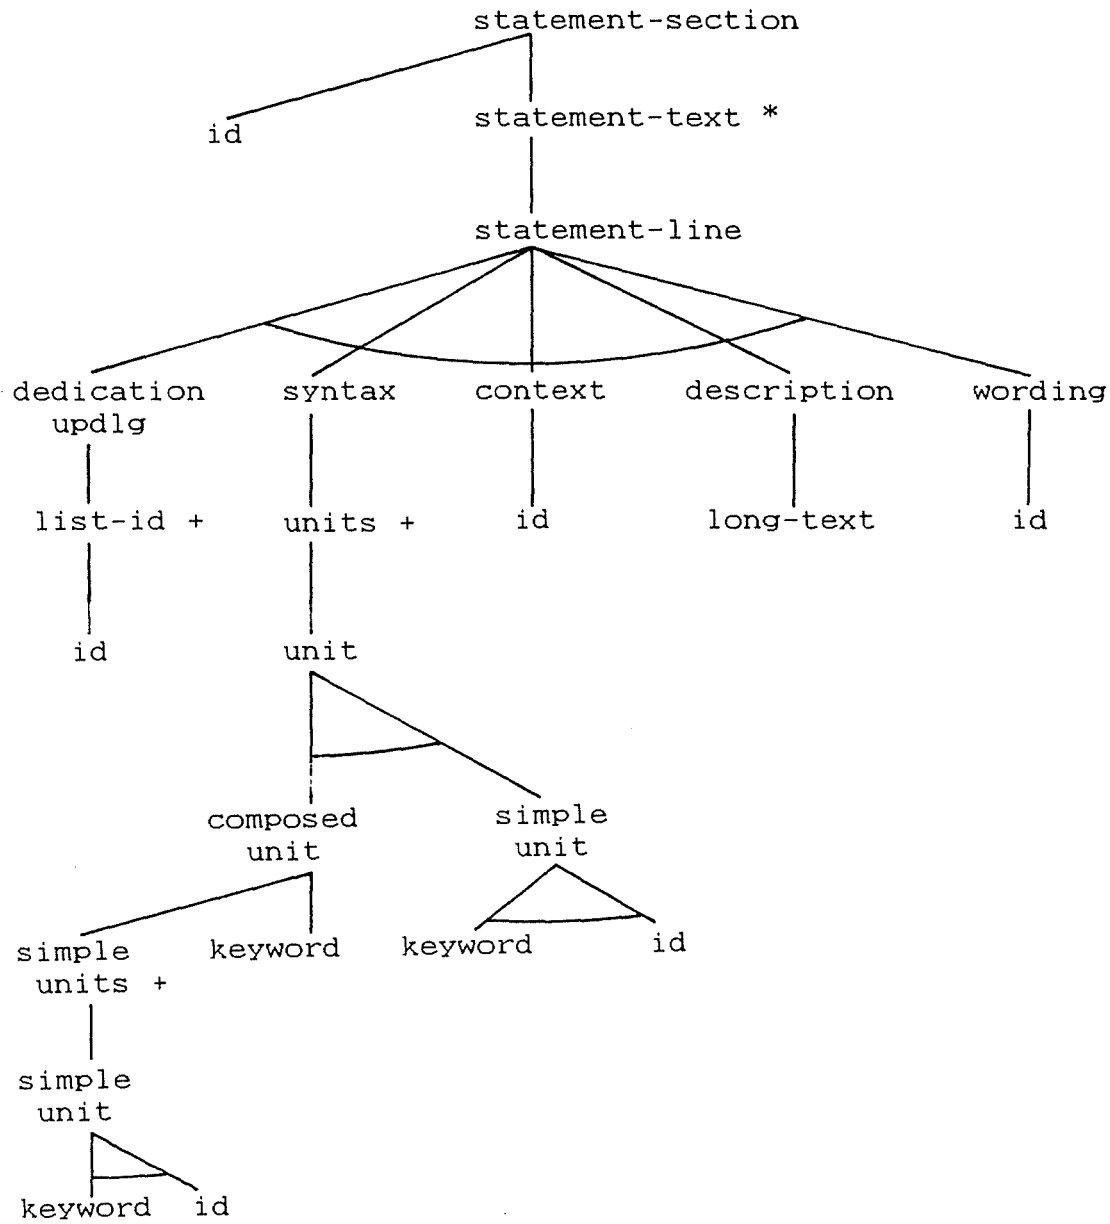 statement-section
id
statement-text *
statement-line
dedication syntax context description wording
updlg
list-id + units + id long-text id
id unit
composed simple
unit unit
simple keyword keyword id
units +
simple
unit
keyword id